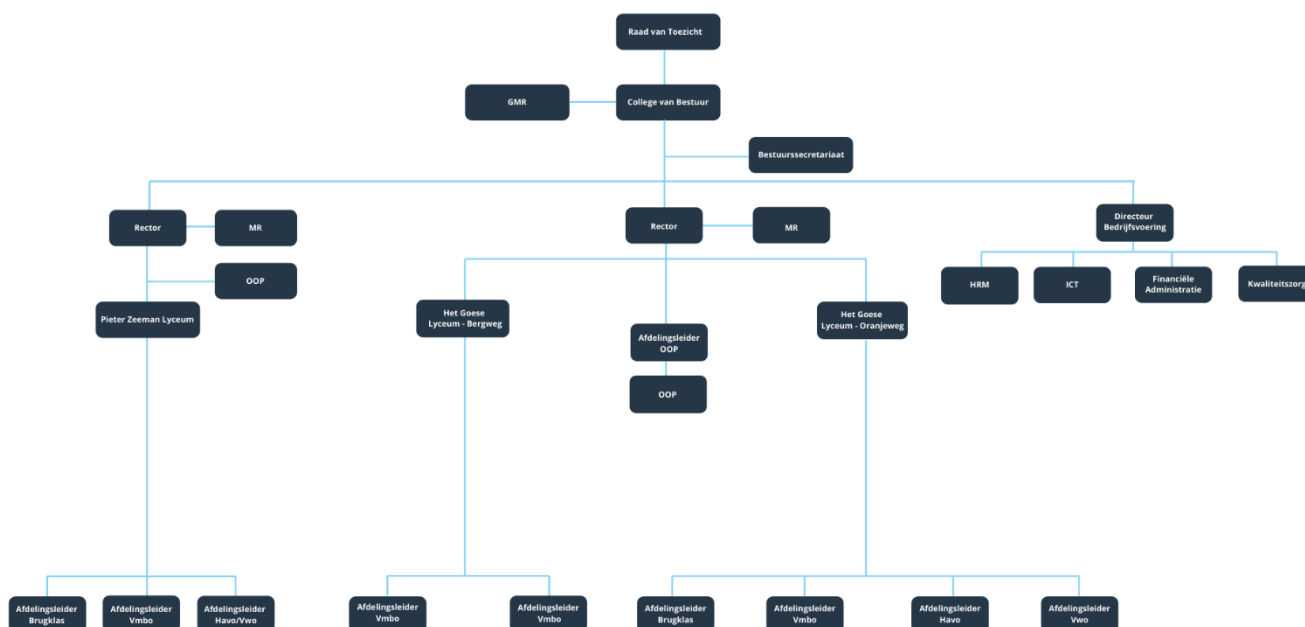 Raad van Toezicht
GMR
College van Bestuur
Bestuurssecretariaat
Rector
MR
Rector
MR
Directeur
Bedrijfsvoering
OOP
HRM
ICT
Financiële
Administratie
Kwaliteitszorg
Pieter Zeeman Lyceum
Het Goese
Lyceum - Bergweg
Afdelingsleider
OOP
Het Goese
Lyceum - Oranjeweg
OOP
Afdelingsleider
Brugklas
Afdelingsleider
Vmbo
Afdelingsleider
Havo/Vwo
Afdelingsleider
Vmbo
Afdelingsleider
Vmbo
Afdelingsleider
Brugklas
Afdelingsleider
Vmbo
Afdelingsleider
Havo
Afdelingsleider
Vwo